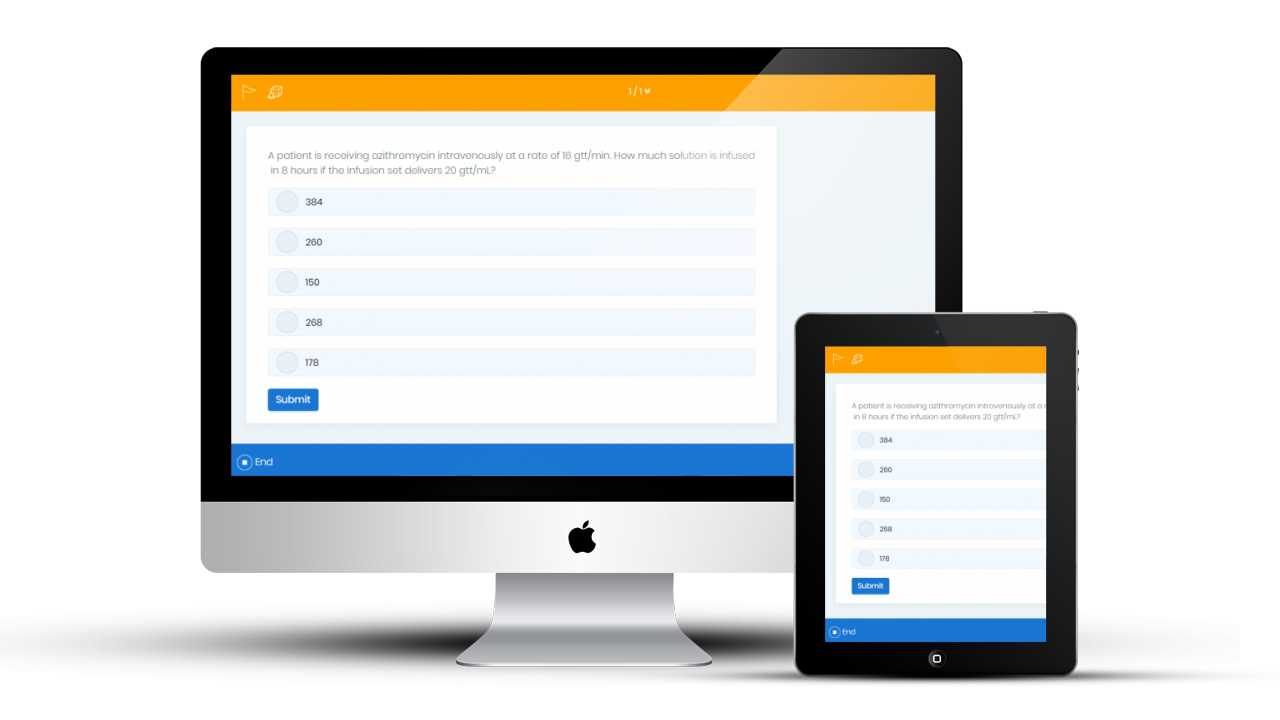 1/1
A patient is receiving azithromycin intravenously at a rate of 16 gtt/min. How much solution is infused
in 8 hours if the infusion set delivers 20 gtt/mL?
384
260
150
268
178
Submit
End
A patient is receiving azithromycin intravenously at a
in 8 hours if the infusion set delivers 20 gtt/mL?
384
260
150
268
178
Submit
End